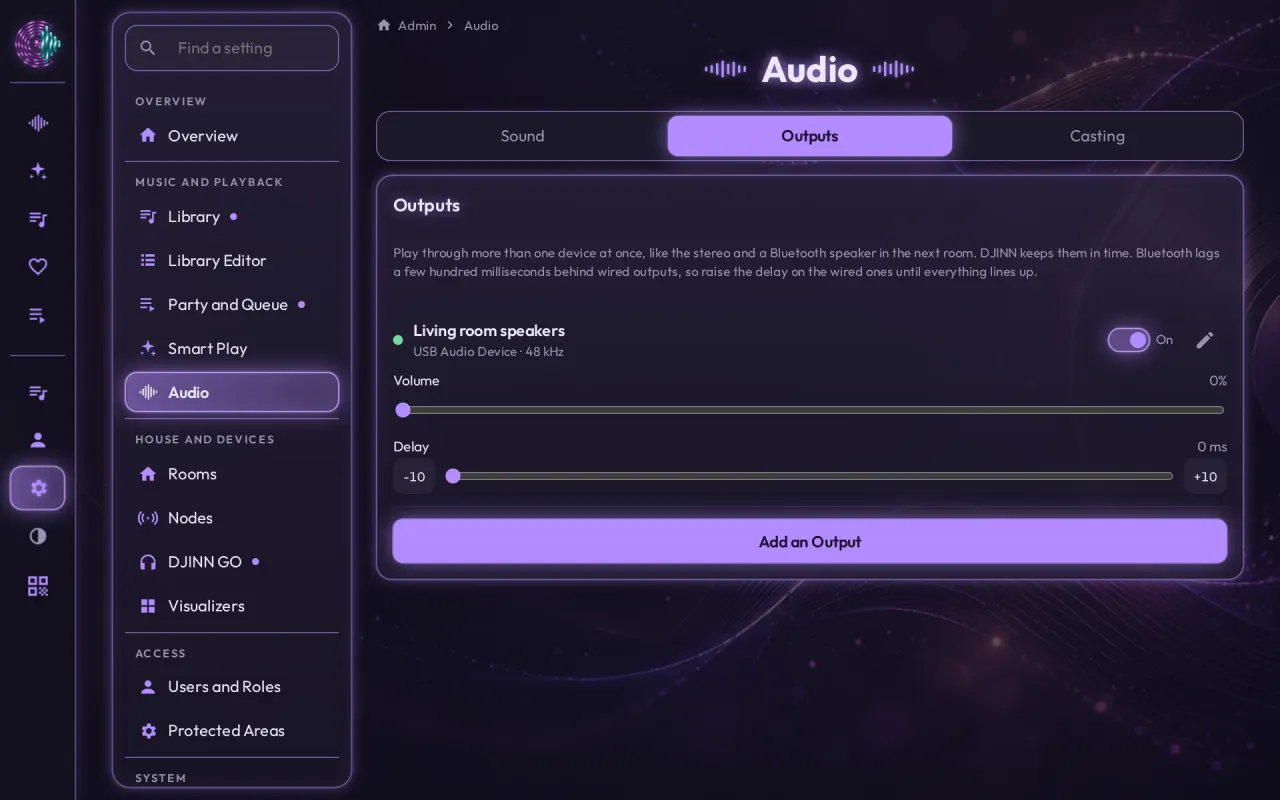 Find a setting
OVERVIEW
Overview
MUSIC AND PLAYBACK
Library
Library Editor
Party and Queue
Smart Play
Audio
HOUSE AND DEVICES
Rooms
Nodes
DJINN GO
Visualizers
ACCESS
Users and Roles
Protected Areas
SYSTEM
Admin > Audio
Audio
Sound
Outputs
Casting
Outputs
Play through more than one device at once, like the stereo and a Bluetooth speaker in the next room. DJINN keeps them in time. Bluetooth lags
a few hundred milliseconds behind wired outputs, so raise the delay on the wired ones until everything lines up.
Living room speakers
USB Audio Device · 48 kHz
On
Volume
0%
Delay
0 ms
-10
+10
Add an Output